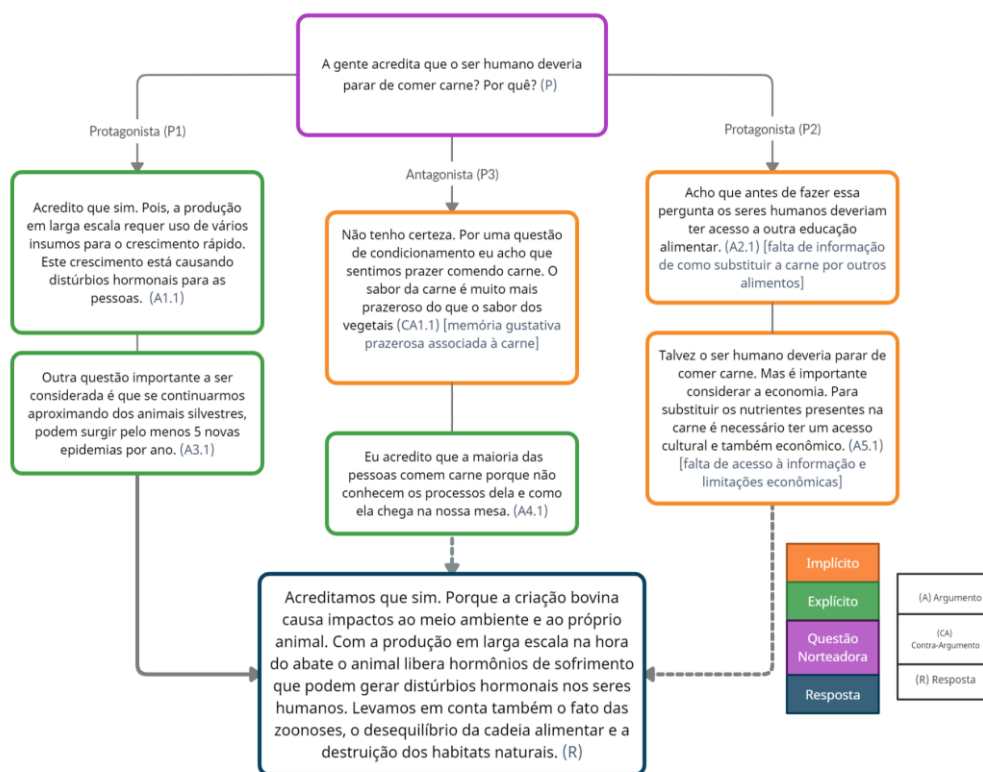 A gente acredita que o ser humano deveria
parar de comer carne? Por quê? (P)
Protagonista (P1)
Antagonista (P3)
Protagonista (P2)
Acredito que sim. Pois, a produção
em larga escala requer uso de vários
insumos para o crescimento rápido.
Este crescimento está causando
distúrbios hormonais para as
pessoas. (A1.1)
Outra questão importante a ser
considerada é que se continuarmos
aproximando dos animais silvestres,
podem surgir pelo menos 5 novas
epidemias por ano. (A3.1)
Não tenho certeza. Por uma questão
de condicionamento eu acho que
sentimos prazer comendo carne. O
sabor da carne é muito mais
prazeroso do que o sabor dos
vegetais (CA1.1) [memória gustativa
prazerosa associada à carne]
Eu acredito que a maioria das
pessoas comem carne porque não
conhecem os processos dela e como
ela chega na nossa mesa. (A4.1)
Acho que antes de fazer essa
pergunta os seres humanos deveriam
ter acesso a outra educação
alimentar. (A2.1) [falta de informação
de como substituir a carne por outros
alimentos]
Talvez o ser humano deveria parar de
comer carne. Mas é importante
considerar a economia. Para
substituir os nutrientes presentes na
carne é necessário ter um acesso
cultural e também econômico. (A5.1)
[falta de acesso à informação e
limitações econômicas]
Acreditamos que sim. Porque a criação bovina
causa impactos ao meio ambiente e ao próprio
animal. Com a produção em larga escala na hora
do abate o animal libera hormônios de sofrimento
que podem gerar distúrbios hormonais nos seres
humanos. Levamos em conta também o fato das
zoonoses, o desequilíbrio da cadeia alimentar e a
destruição dos habitats naturais. (R)
Implícito
Explícito
Questão
Norteadora
Resposta
(A) Argumento
(CA)
Contra-Argumento
(R) Resposta